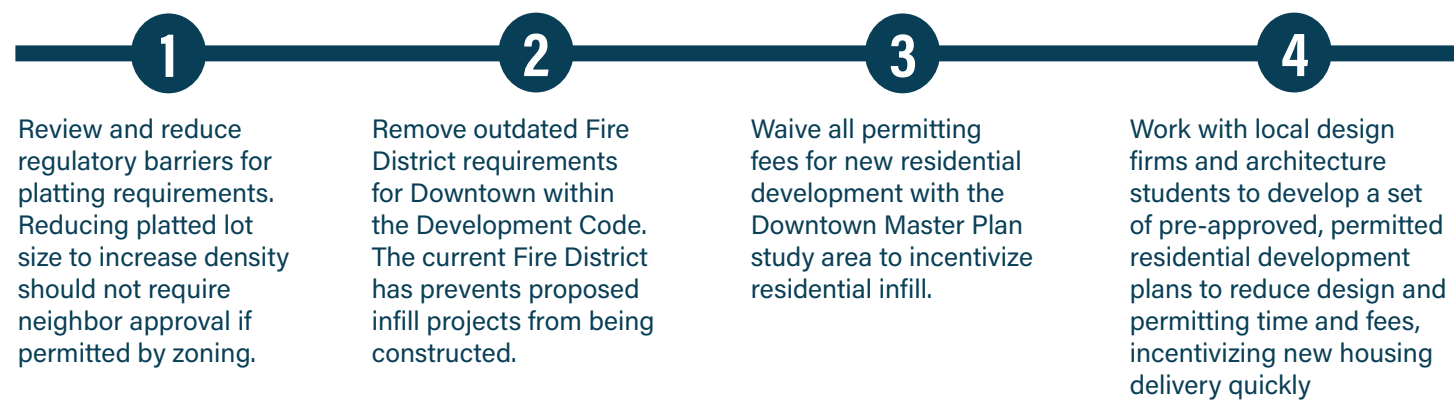 1
Review and reduce
regulatory barriers for
platting requirements.
Reducing platted lot
size to increase density
should not require
neighbor approval if
permitted by zoning.
2
Remove outdated Fire
District requirements
for Downtown within
the Development Code.
The current Fire District
has prevents proposed
infill projects from being
constructed.
3
Waive all permitting
fees for new residential
development with the
Downtown Master Plan
study area to incentivize
residential infill.
4
Work with local design
firms and architecture
students to develop a set
of pre-approved, permitted
residential development
plans to reduce design and
permitting time and fees,
incentivizing new housing
delivery quickly